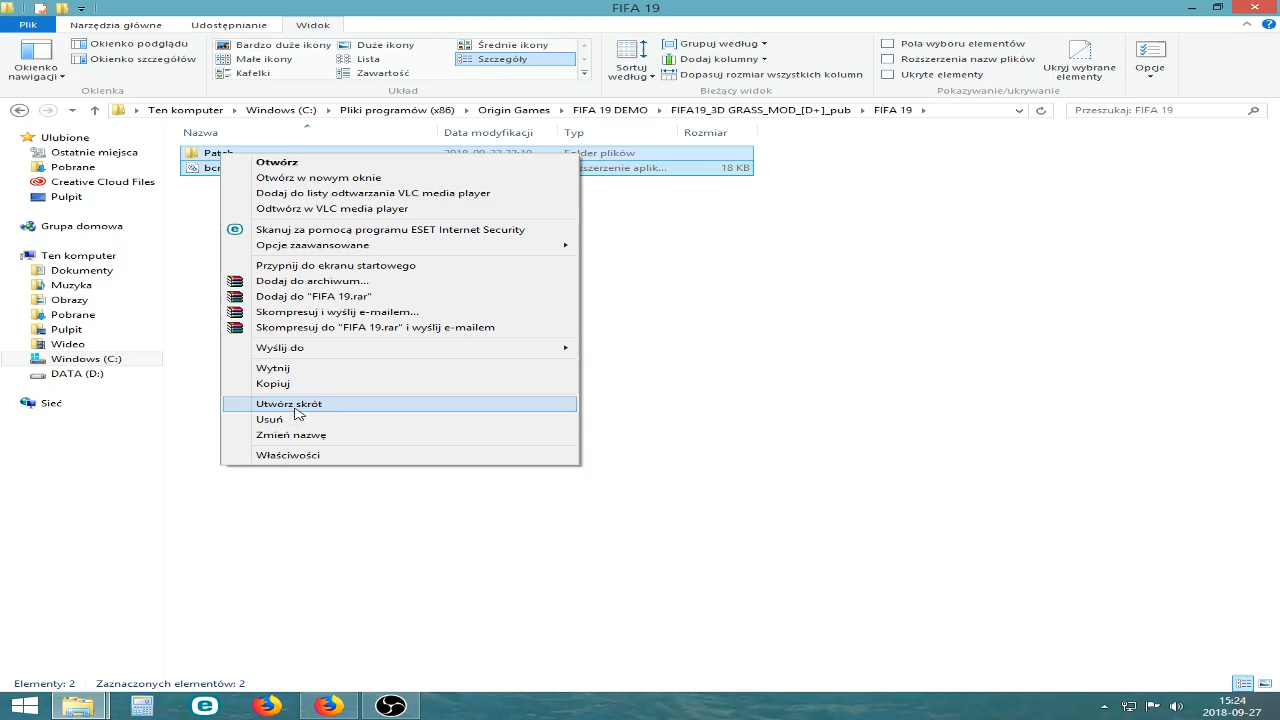 FIFA 19
Plik
Narzędzia główne
Udostępnianie
Widok
Okienko nawigacji
Okienko podglądu
Okienko szczegółów
Okienka
Bardzo duże ikony
Duże ikony
Średnie ikony
Małe ikony
Lista
Szczegóły
Kafelki
Zawartość
Układ
Sortuj według
Grupuj według
Dodaj kolumny
Dopasuj rozmiar wszystkich kolumn
Bieżący widok
Pola wyboru elementów
Rozszerzenia nazw plików
Ukryte elementy
Ukryj wybrane elementy
Pokazywanie/ukrywanie
Opcje
Ten komputer
Windows (C:)
Pliki programów (x86)
Origin Games
FIFA 19 DEMO
FIFA19_3D GRASS_MOD_[D+]_pub
FIFA 19
Przeszukaj: FIFA 19
Nazwa
Data modyfikacji
Typ
Rozmiar
Ulubione
Ostatnie miejsca
Pobrane
Creative Cloud Files
Pulpit
Grupa domowa
Ten komputer
Dokumenty
Muzyka
Obrazy
Pobrane
Pulpit
Wideo
Windows (C:)
DATA (D:)
Sieć
Folder plików
18 KB
Otwórz
Otwórz w nowym oknie
Dodaj do listy odtwarzania VLC media player
Odtwórz w VLC media player
Skanuj za pomocą programu ESET Internet Security
Opcje zaawansowane
Przypnij do ekranu startowego
Dodaj do archiwum...
Dodaj do "FIFA 19.rar"
Skompresuj i wyślij e-mailem...
Skompresuj do "FIFA 19.rar" i wyślij e-mailem
Wyślij do
Wytnij
Kopiuj
Utwórz skrót
Usuń
Zmień nazwę
Właściwości
Elementy: 2
Zaznaczonych elementów: 2
15:24
2018-09-27